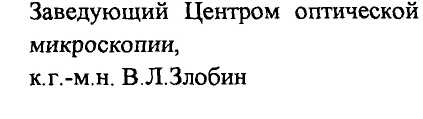 Заведующий Центром оптической
микроскопии,
к.г.-м.н. В.Л.Злобин